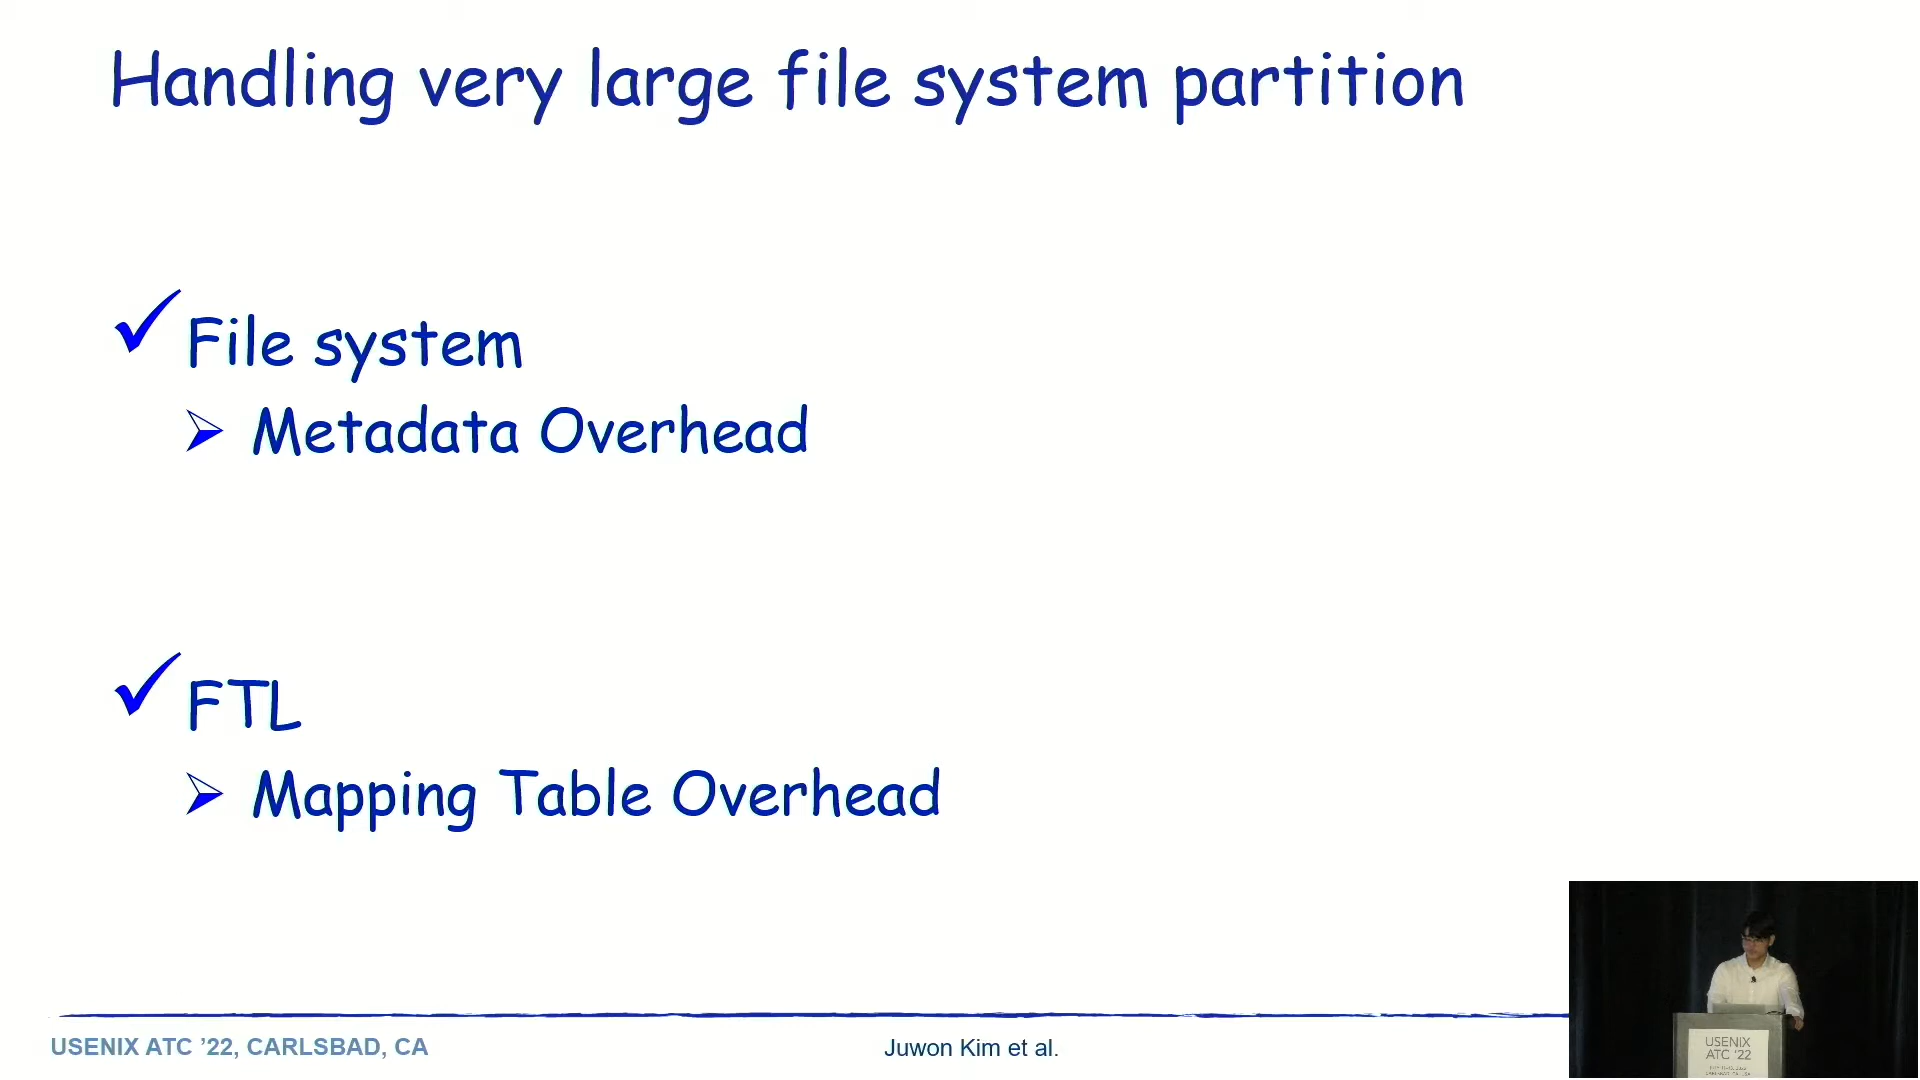 Handling very large file system partition
File system
Metadata Overhead
FTL
Mapping Table Overhead
USENIX ATC ’22, CARLSBAD, CA
Juwon Kim et al.
USENIX
ATC '22